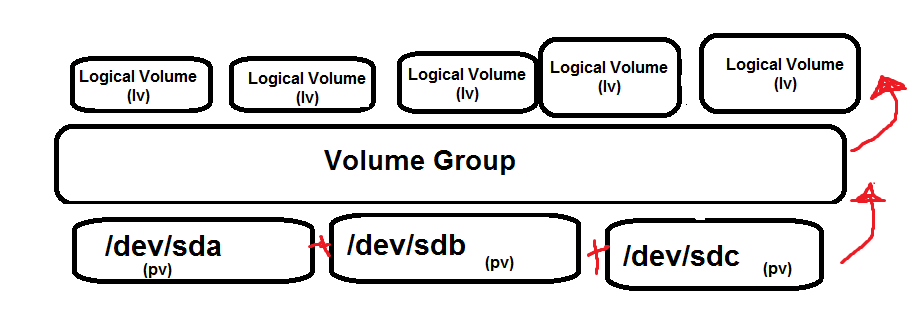 Logical Volume
(lv)
Logical Volume
(lv)
Logical Volume
(lv)
Logical Volume
(lv)
Logical Volume
(lv)
Volume Group
/dev/sda
(pv)
+
/dev/sdb
(pv)
+
/dev/sdc
(pv)